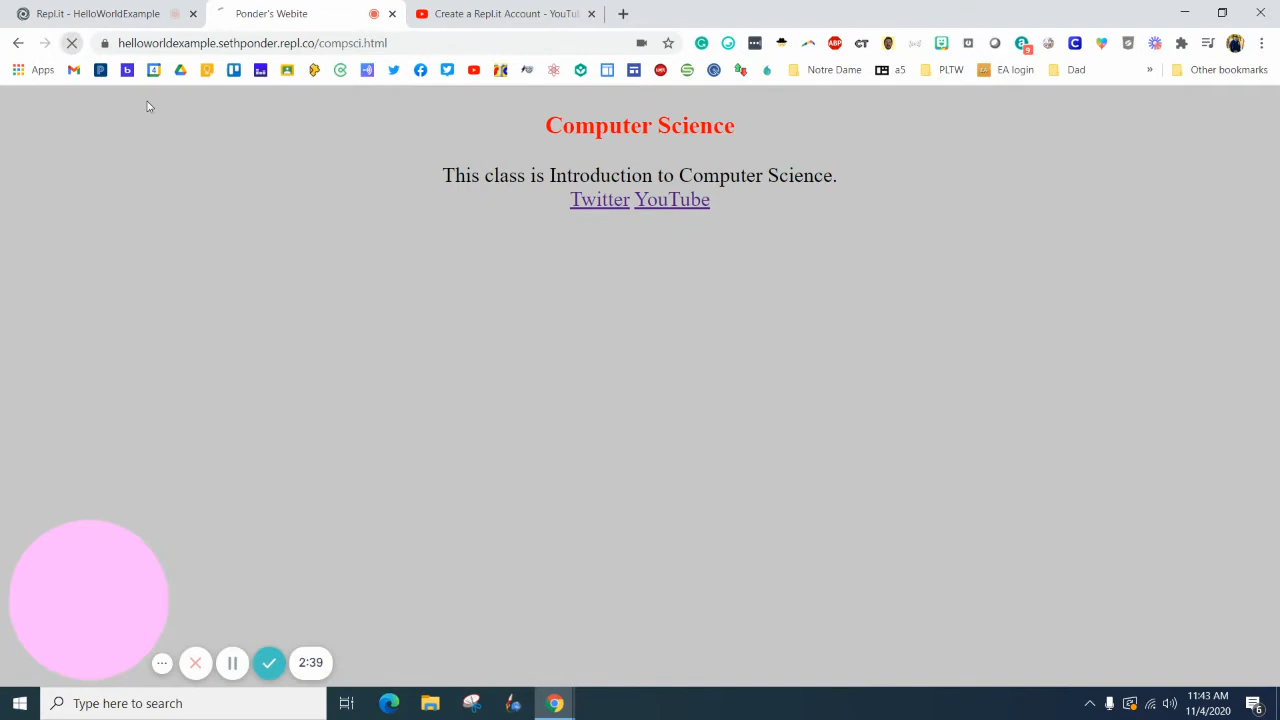 Repl.it - HelloWorldExample
Ponder's Webite
Create a Repl.it Account - YouTu
helloworldexample.sethponder.repl.co/compsci.html
Apps
Notre Dame
a5
PLTW
EA login
Dad
»
Other bookmarks
Computer Science
This class is Introduction to Computer Science.
Twitter YouTube
2:39
Type here to search
11:43 AM
11/4/2020
6